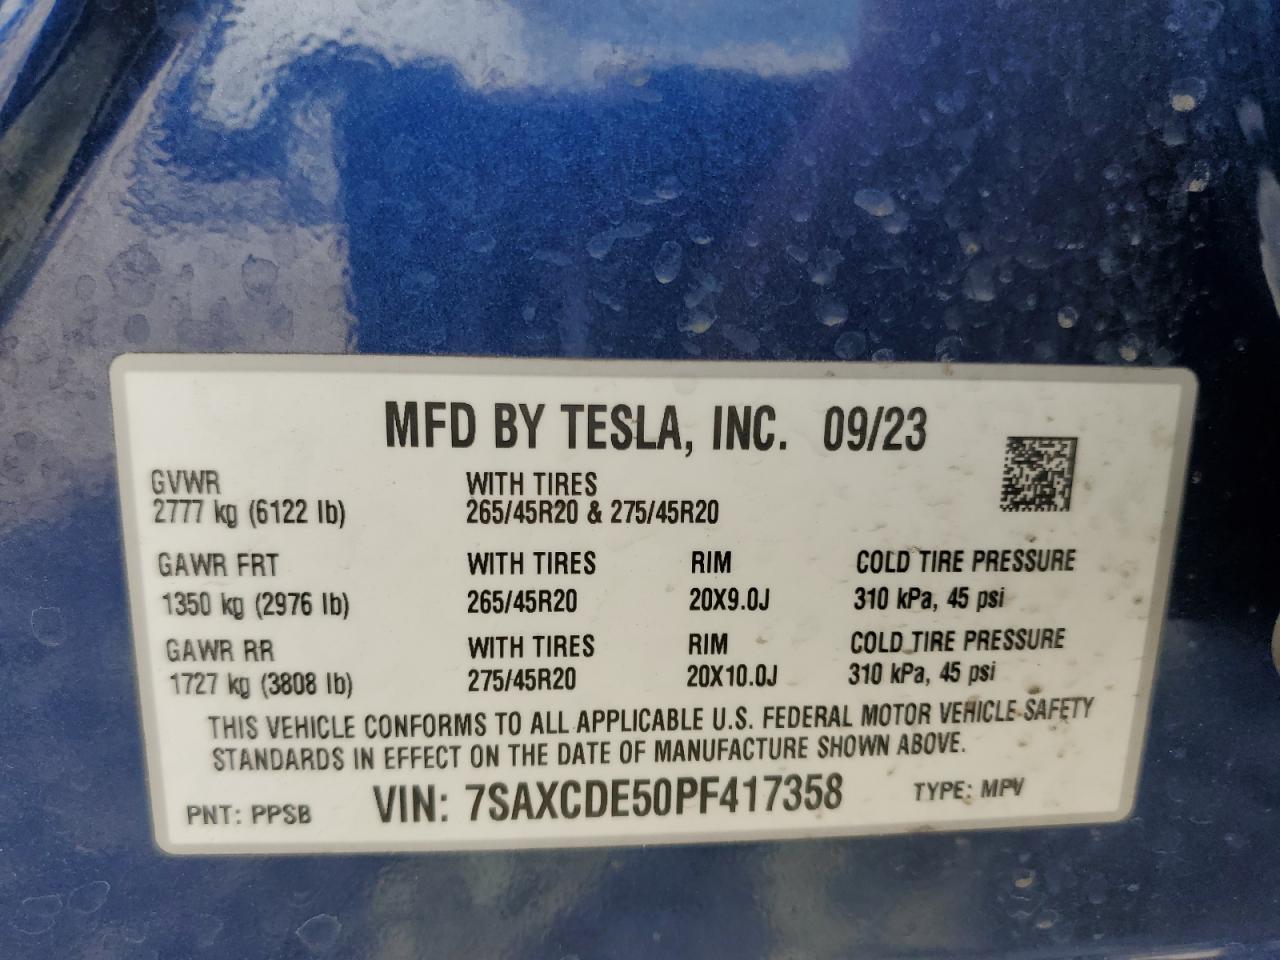 MFD BY TESLA, INC. 09/23
GVWR WITH TIRES
2777 kg (6122 lb) 265/45R20 & 275/45R20
GAWR FRT WITH TIRES RIM COLD TIRE PRESSURE
1350 kg (2976 lb) 265/45R20 20X9.0J 310 kPa, 45 psi
GAWR RR WITH TIRES RIM COLD TIRE PRESSURE
1727 kg (3808 lb) 275/45R20 20X10.0J 310 kPa, 45 psi
THIS VEHICLE CONFORMS TO ALL APPLICABLE U.S. FEDERAL MOTOR VEHICLE SAFETY
STANDARDS IN EFFECT ON THE DATE OF MANUFACTURE SHOWN ABOVE.
PNT: PPSB VIN: 7SAXCDE50PF417358 TYPE: MPV